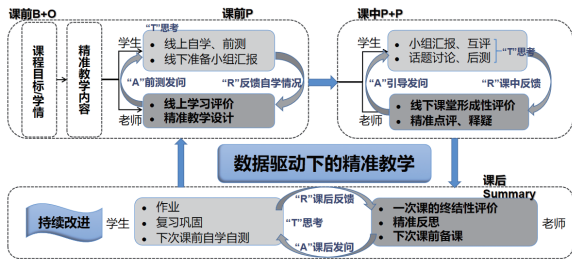 课前B+O
课前P
课中P+P
“T”思考
学生
• 线上自学、前测
• 线下准备小组汇报
“A”前测发问
“R”反馈自学情况
• 线上学习评价
• 精准教学设计
老师
课程目标/学情
精准教学内容
学生
• 小组汇报、互评
• 话题讨论、后测
“T”思考
“A”引导发问
“R”课中反馈
• 线下课堂形成性评价
• 精准点评、释疑
老师
数据驱动下的精准教学
课后
Summary
持续改进
学生
• 作业
• 复习巩固
• 下次课前自学自测
“R”课后反馈
“T”思考
“A”课后发问
• 一次课的终结性评价
• 精准反思
• 下次课前备课
老师